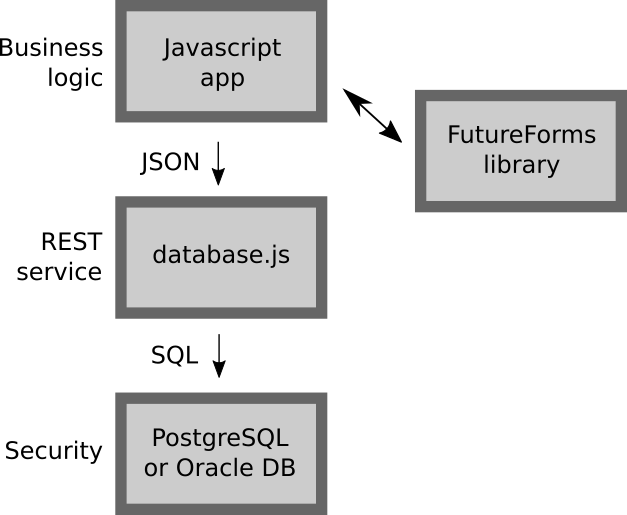 Business
logic
Javascript
app
FutureForms
library
JSON
REST
service
database.js
SQL
Security
PostgreSQL
or Oracle DB